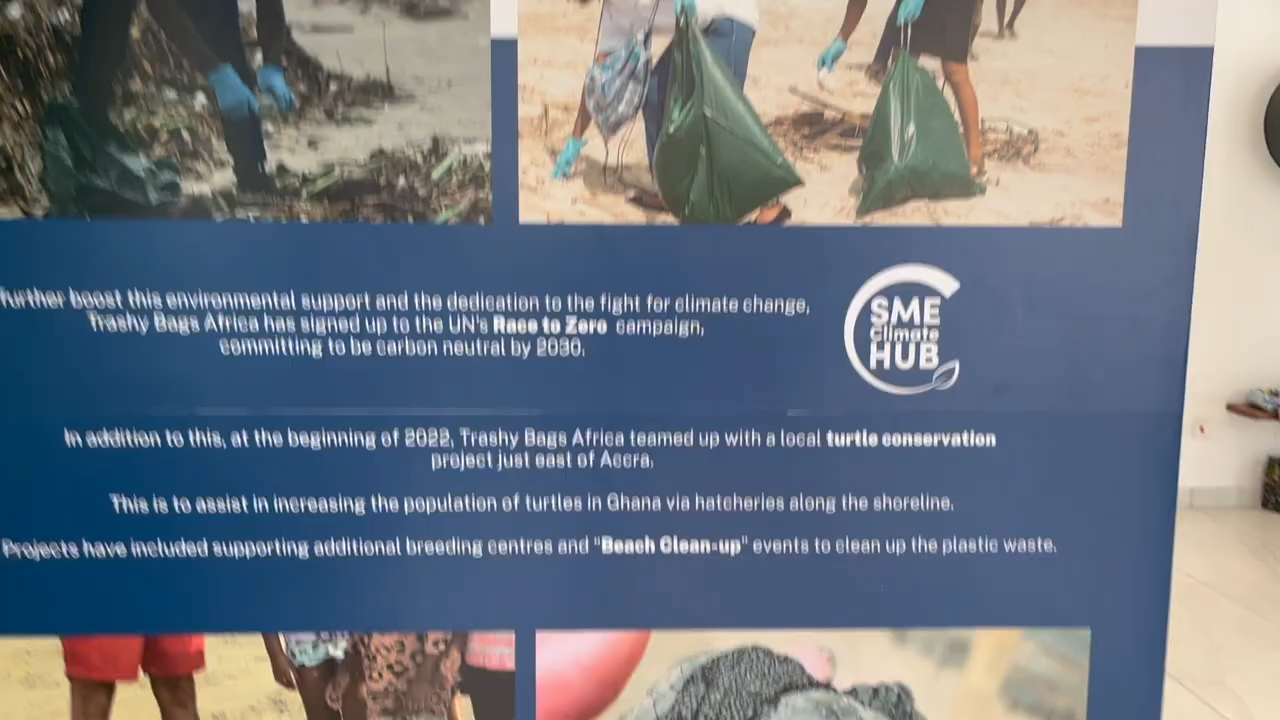 further boost this environmental support and the dedication to the fight for climate change,
Trashy Bags Africa has signed up to the UN's Race to Zero campaign,
committing to be carbon neutral by 2030.
SME
Climate
HUB
In addition to this, at the beginning of 2022, Trashy Bags Africa teamed up with a local turtle conservation
project just east of Accra.
This is to assist in increasing the population of turtles in Ghana via hatcheries along the shoreline.
Projects have included supporting additional breeding centres and "Beach Clean-up" events to clean up the plastic waste.